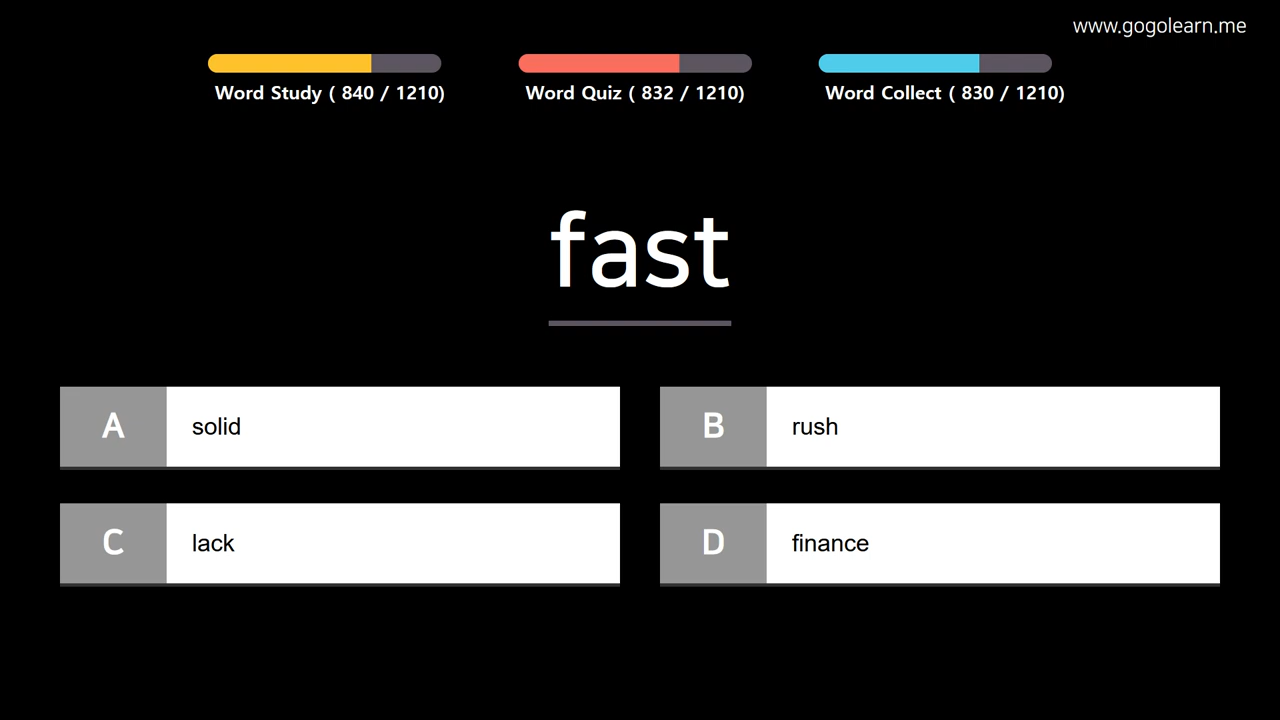 www.gogolearn.me
Word Study ( 840 / 1210)
Word Quiz ( 832 / 1210)
Word Collect ( 830 / 1210)
fast
A
solid
B
rush
C
lack
D
finance